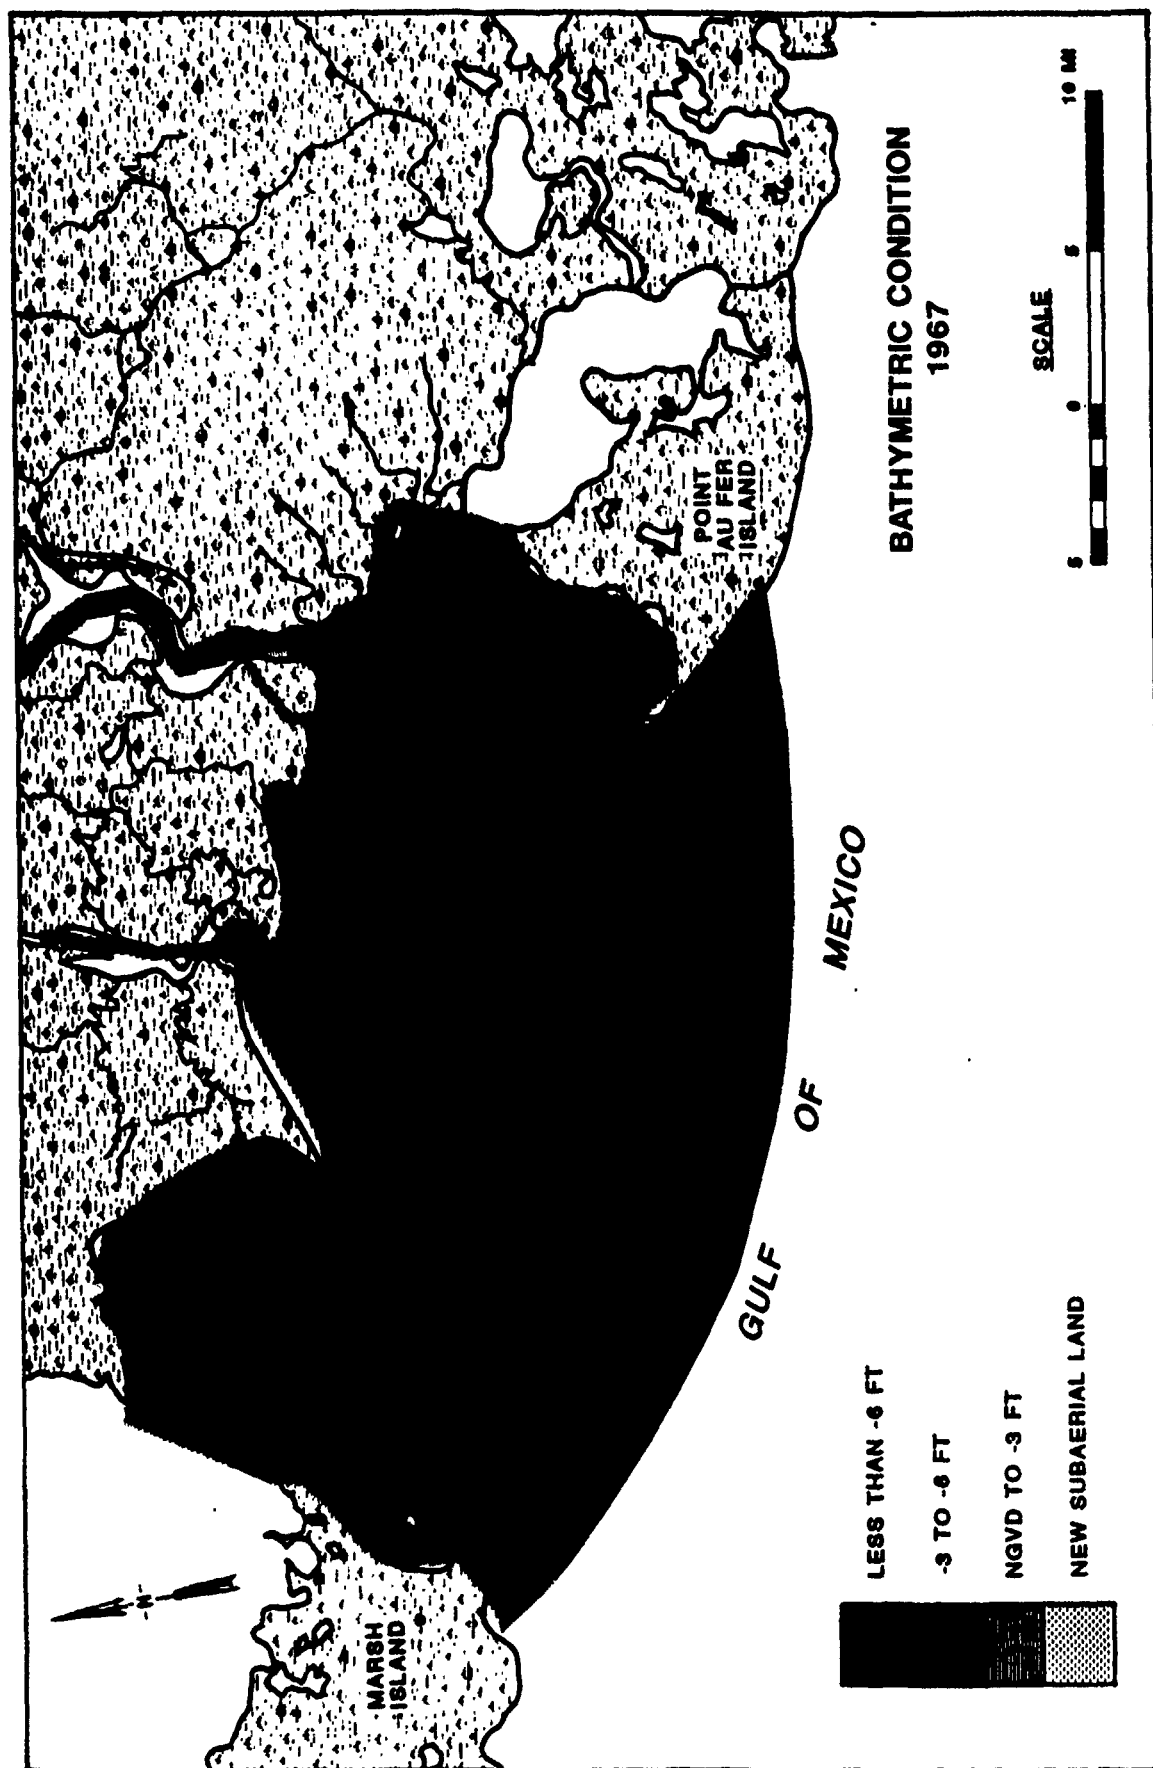 MARSH
ISLAND
POINT
AU FER
ISLAND
GULF OF MEXICO
N
BATHYMETRIC CONDITION
1967
SCALE
5 0 5 10 MI
LESS THAN -6 FT
-3 TO -6 FT
NGVD TO -3 FT
NEW SUBAERIAL LAND